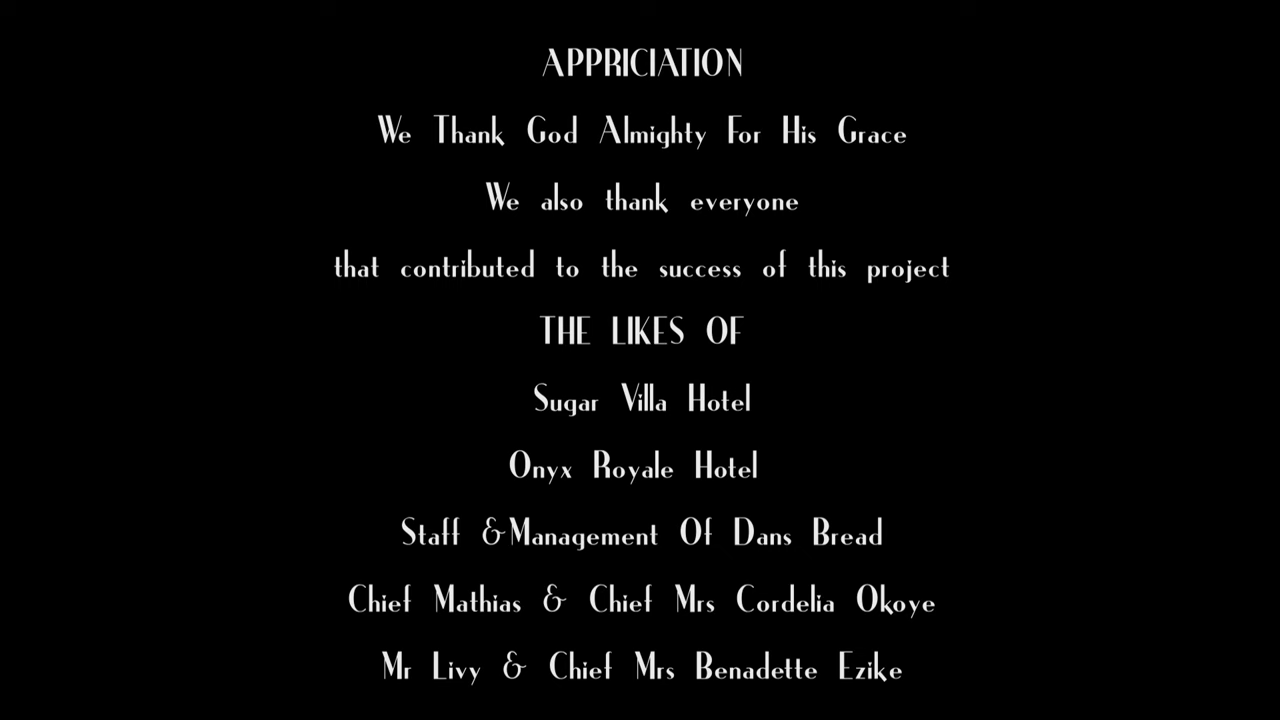 APPRICIATION
We Thank God Almighty For His Grace
We also thank everyone
that contributed to the success of this project
THE LIKES OF
Sugar Villa Hotel
Onyx Royale Hotel
Staff &Management Of Dans Bread
Chief Mathias & Chief Mrs Cordelia Okoye
Mr Livy & Chief Mrs Benadette Ezike